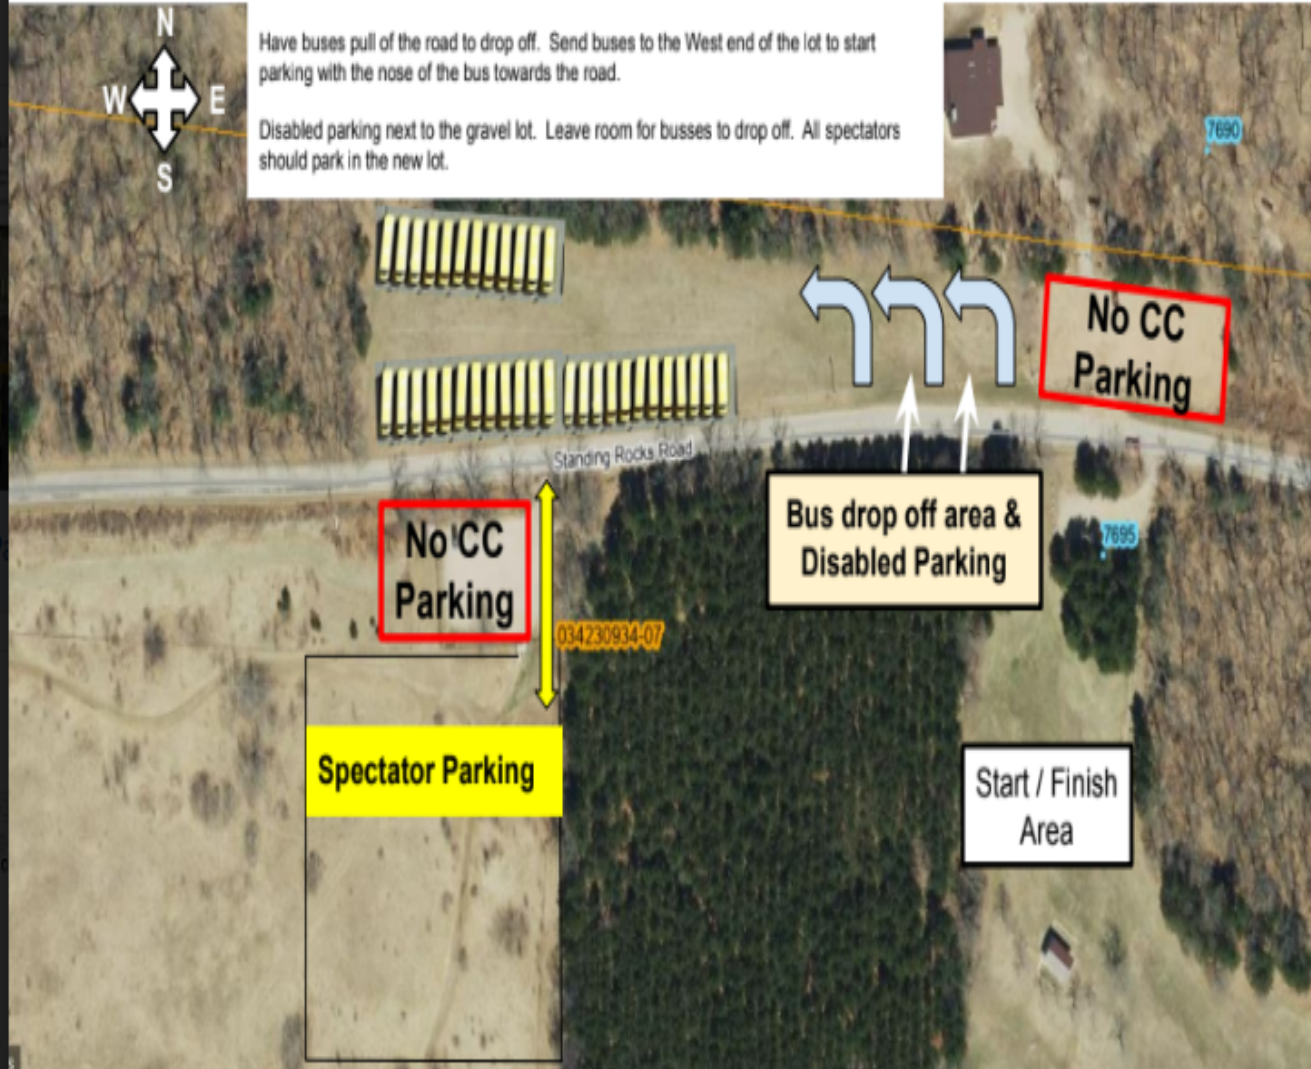 N
W E
S
Have buses pull of the road to drop off. Send buses to the West end of the lot to start
parking with the nose of the bus towards the road.
Disabled parking next to the gravel lot. Leave room for busses to drop off. All spectators
should park in the new lot.
7690
No CC
Parking
Standing Rocks Road
No CC
Parking
Bus drop off area &
Disabled Parking
7695
034230934-07
Spectator Parking
Start / Finish
Area